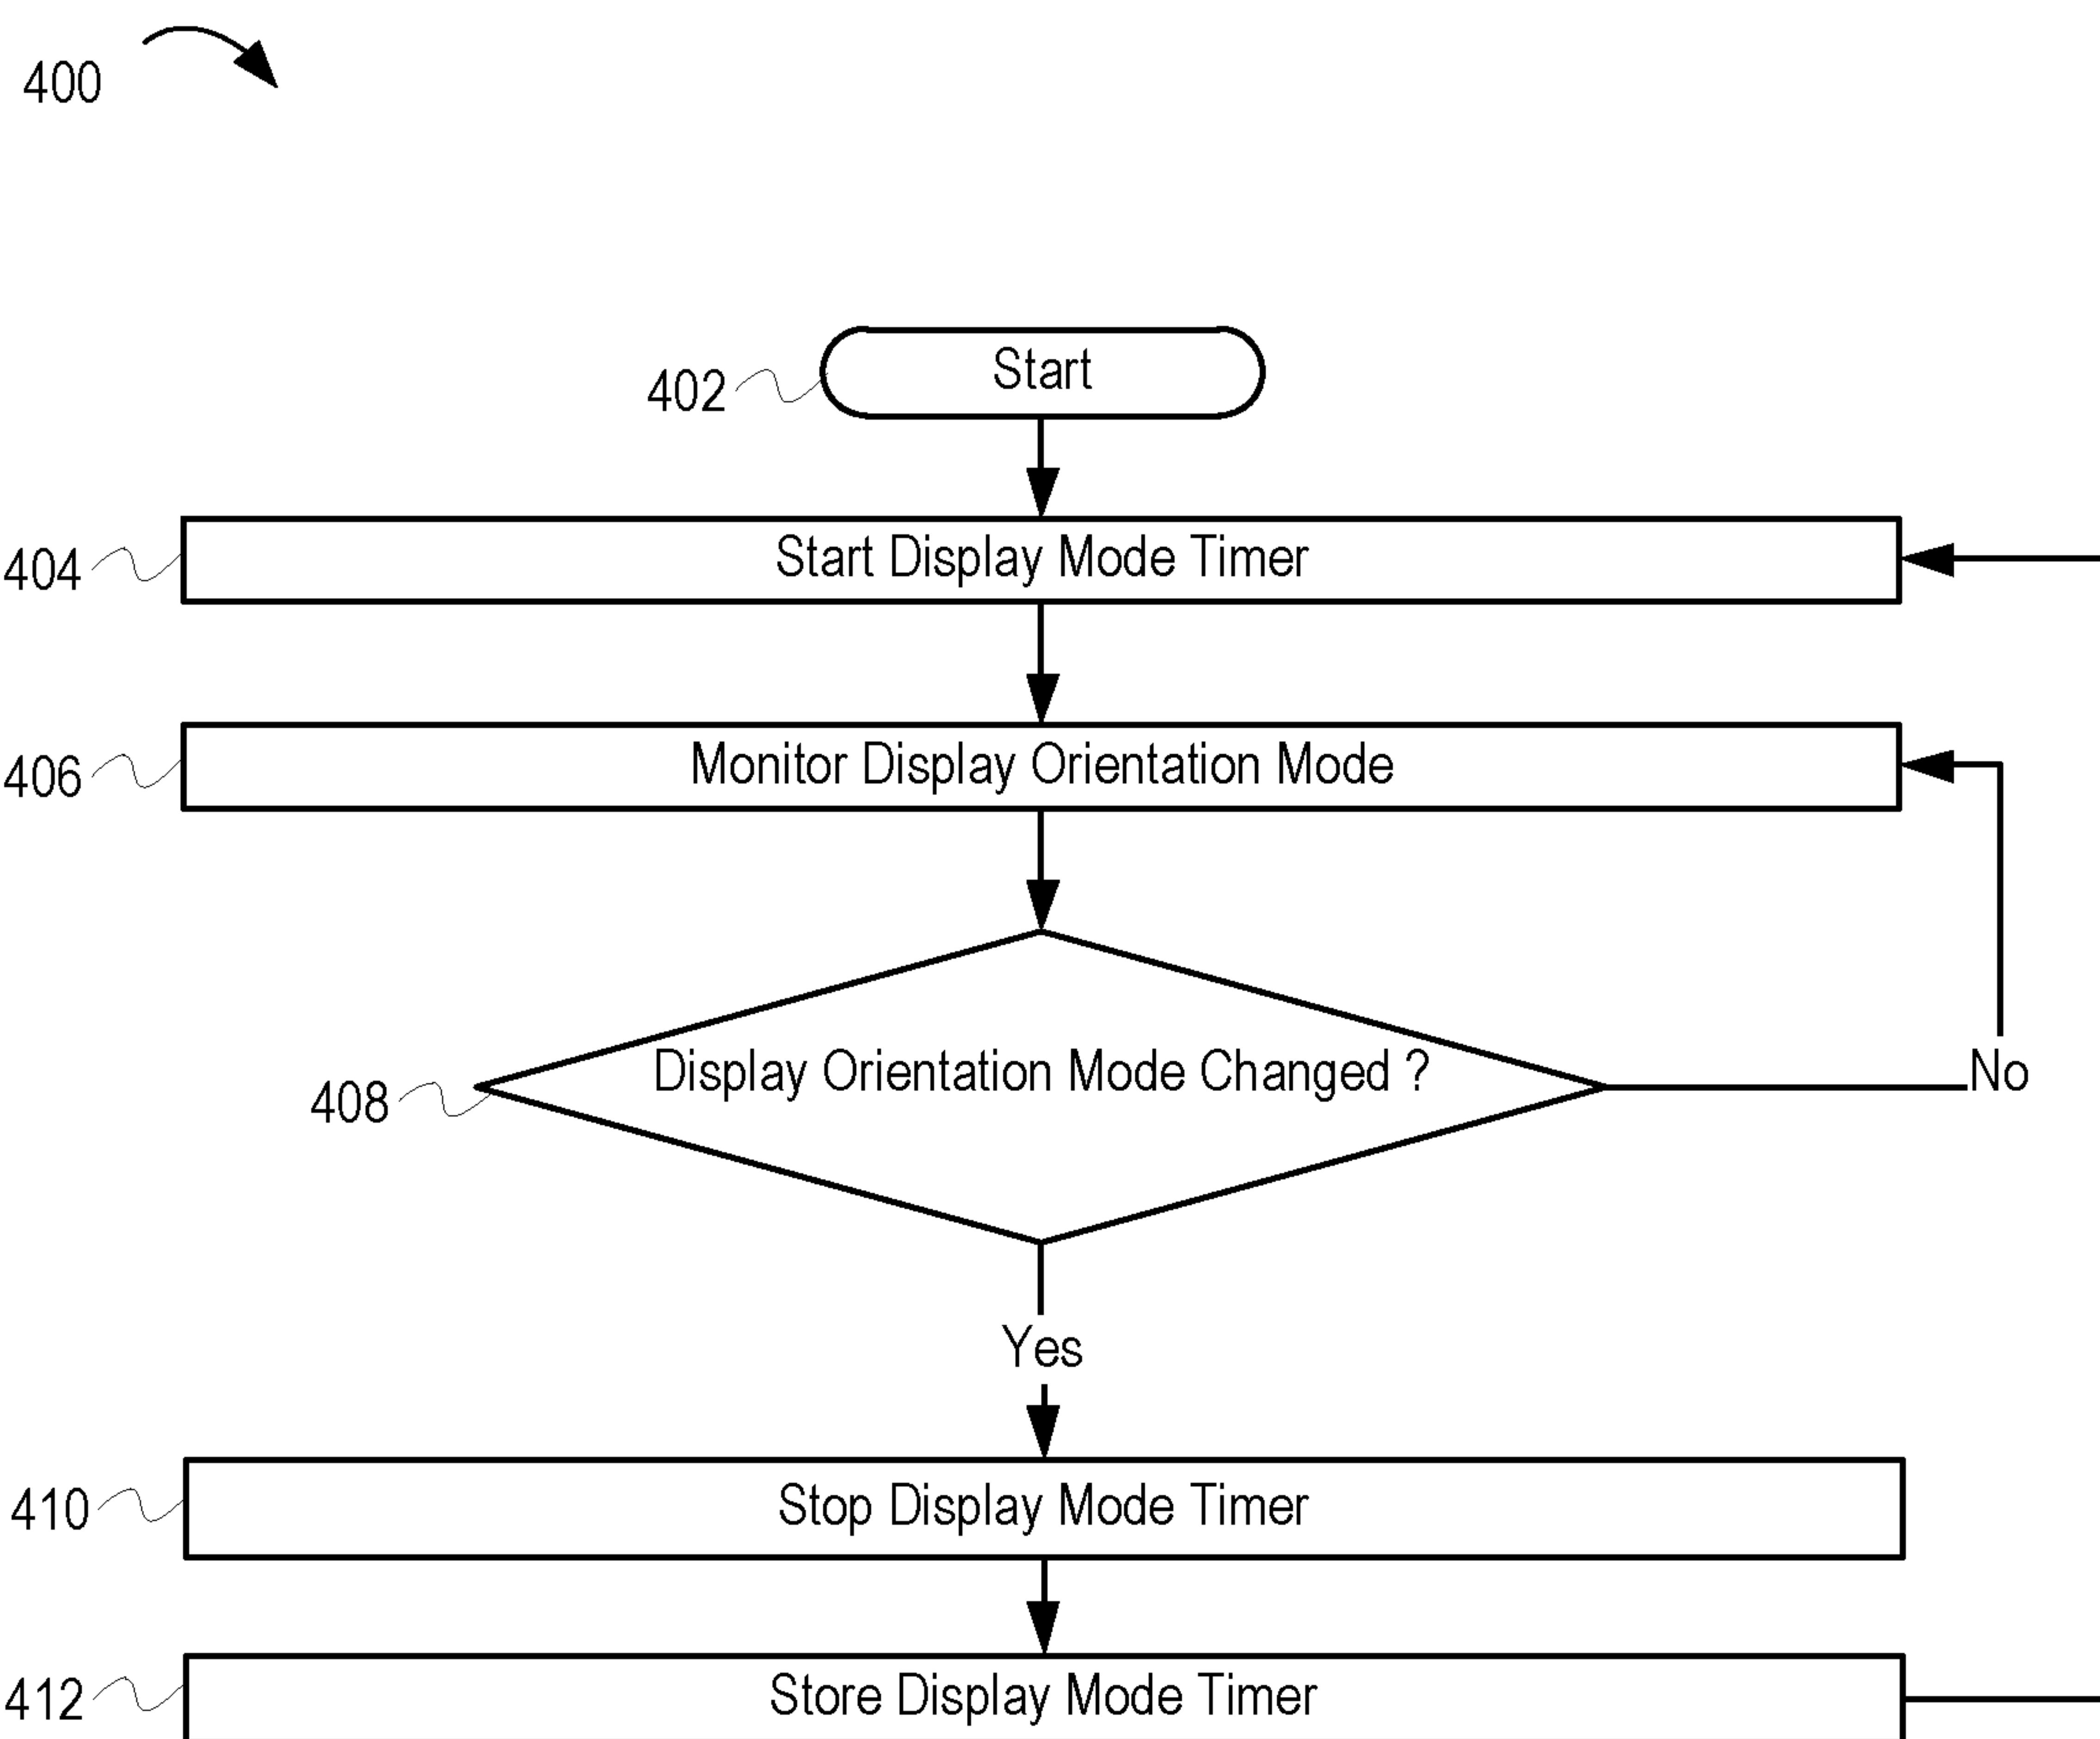 400
402
Start
404
Start Display Mode Timer
406
Monitor Display Orientation Mode
408
Display Orientation Mode Changed ?
No
Yes
410
Stop Display Mode Timer
412
Store Display Mode Timer